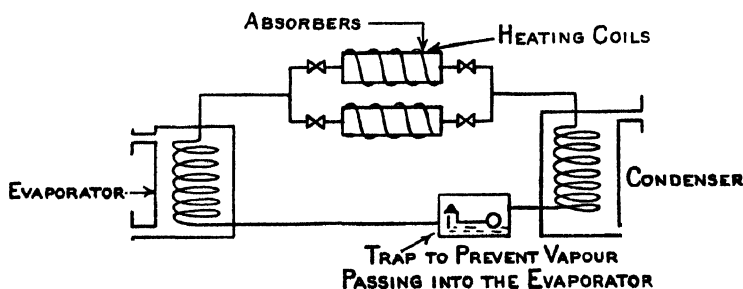 ABSORBERS
HEATING COILS
EVAPORATOR
CONDENSER
TRAP TO PREVENT VAPOUR
PASSING INTO THE EVAPORATOR